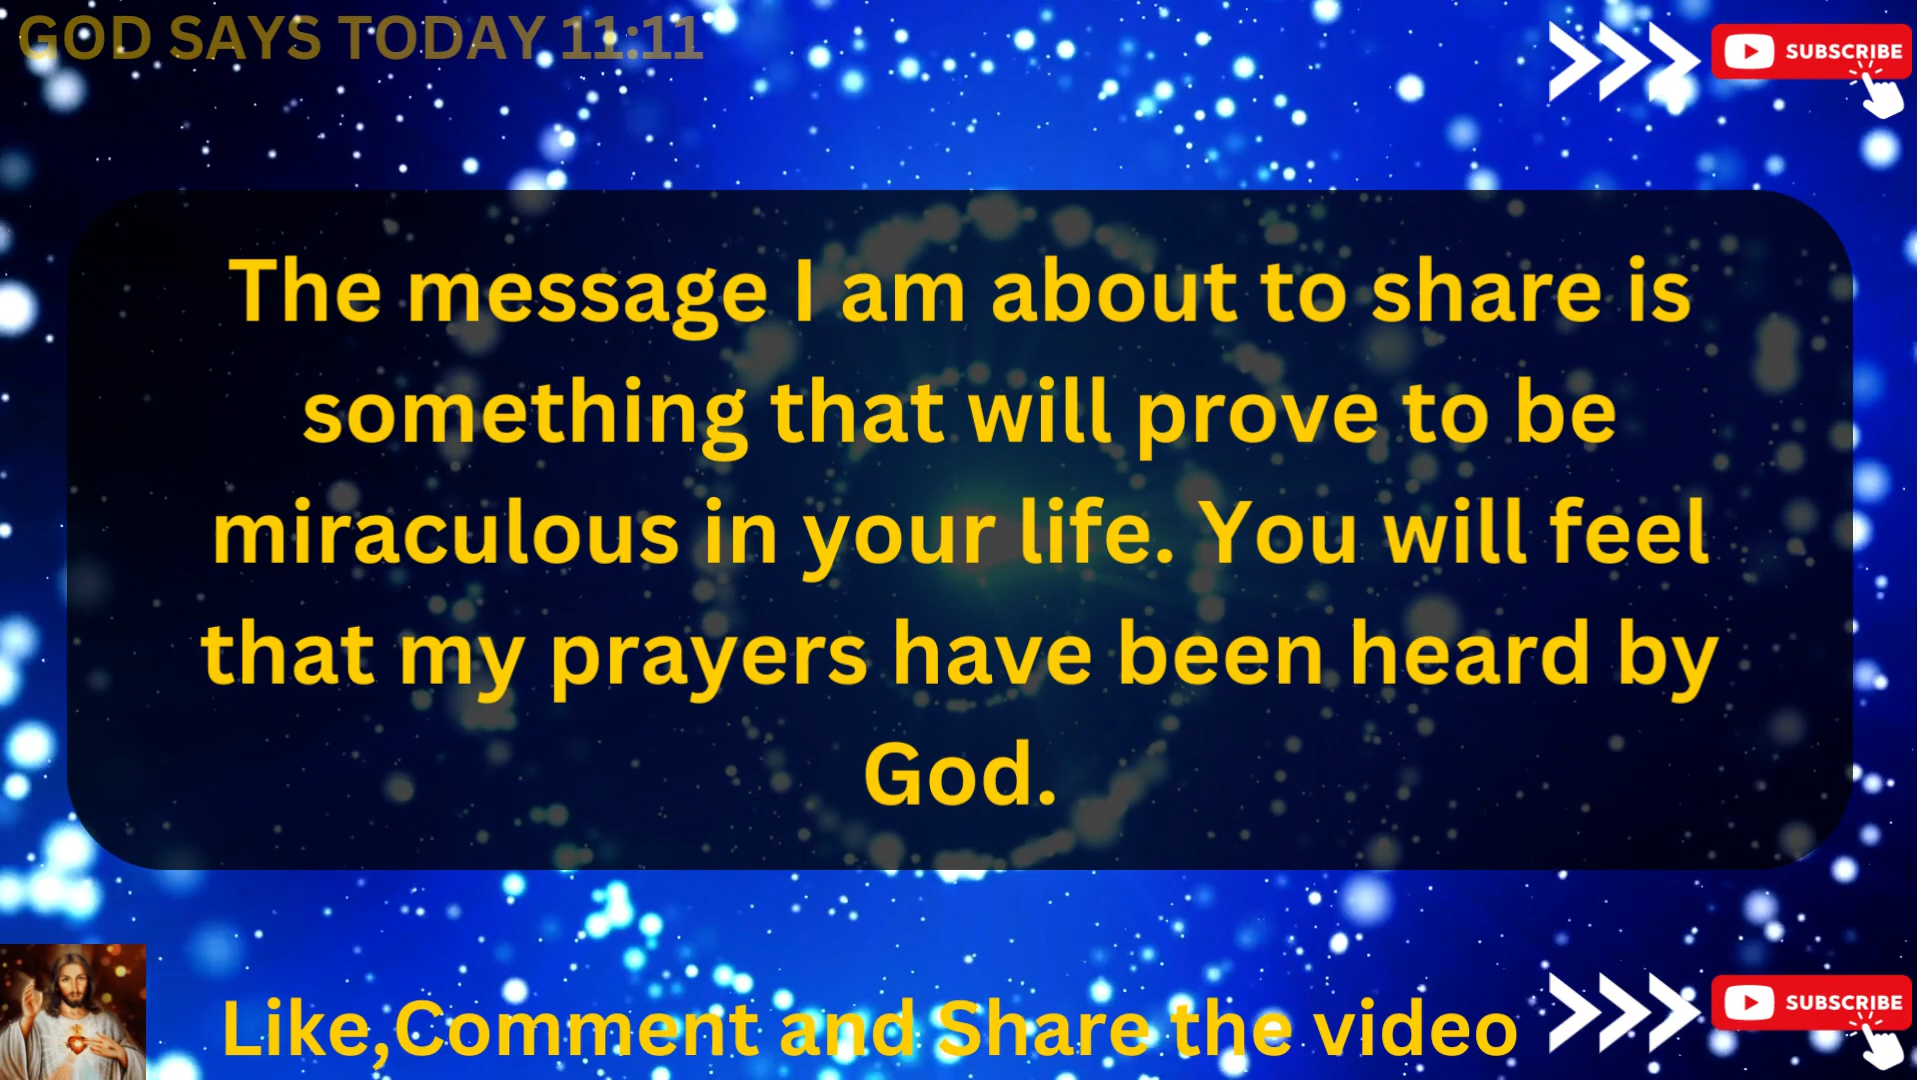 GOD SAYS TODAY 11:11
SUBSCRIBE
The message I am about to share is
something that will prove to be
miraculous in your life. You will feel
that my prayers have been heard by
God.
Like,Comment and Share the video
SUBSCRIBE